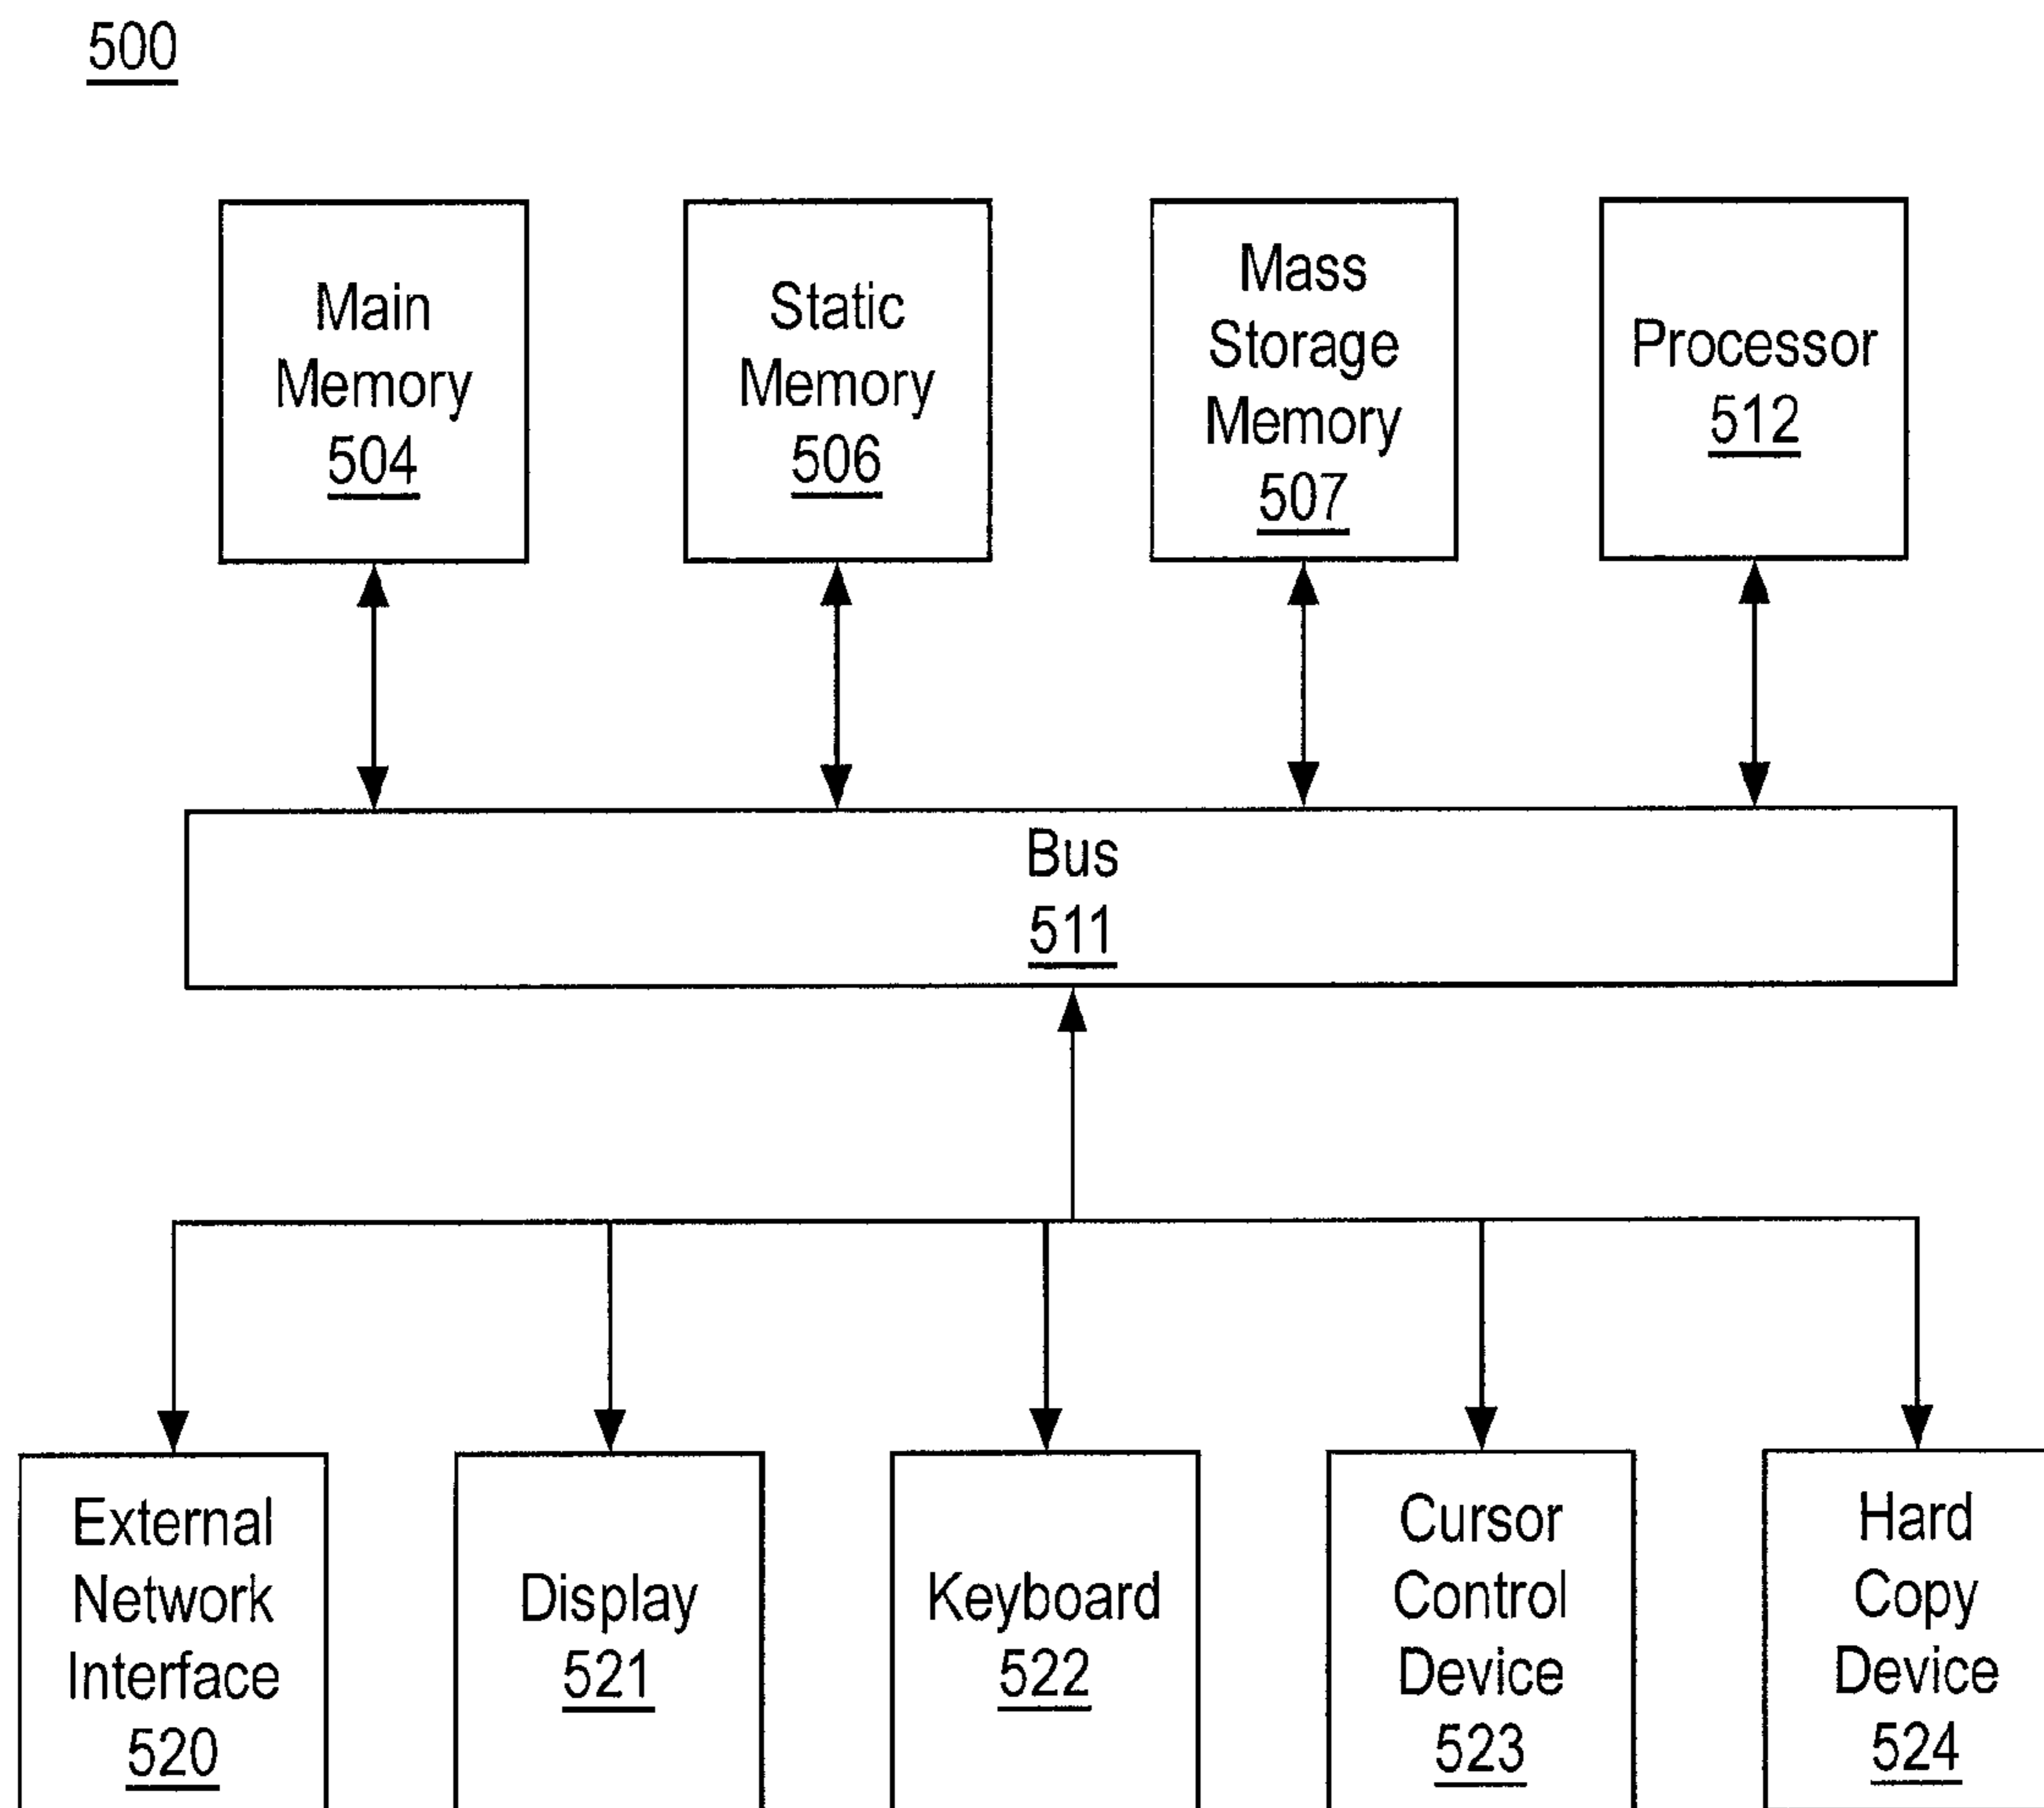 500
Main
Memory
504
Static
Memory
506
Mass
Storage
Memory
507
Processor
512
Bus
511
External
Network
Interface
520
Display
521
Keyboard
522
Cursor
Control
Device
523
Hard
Copy
Device
524